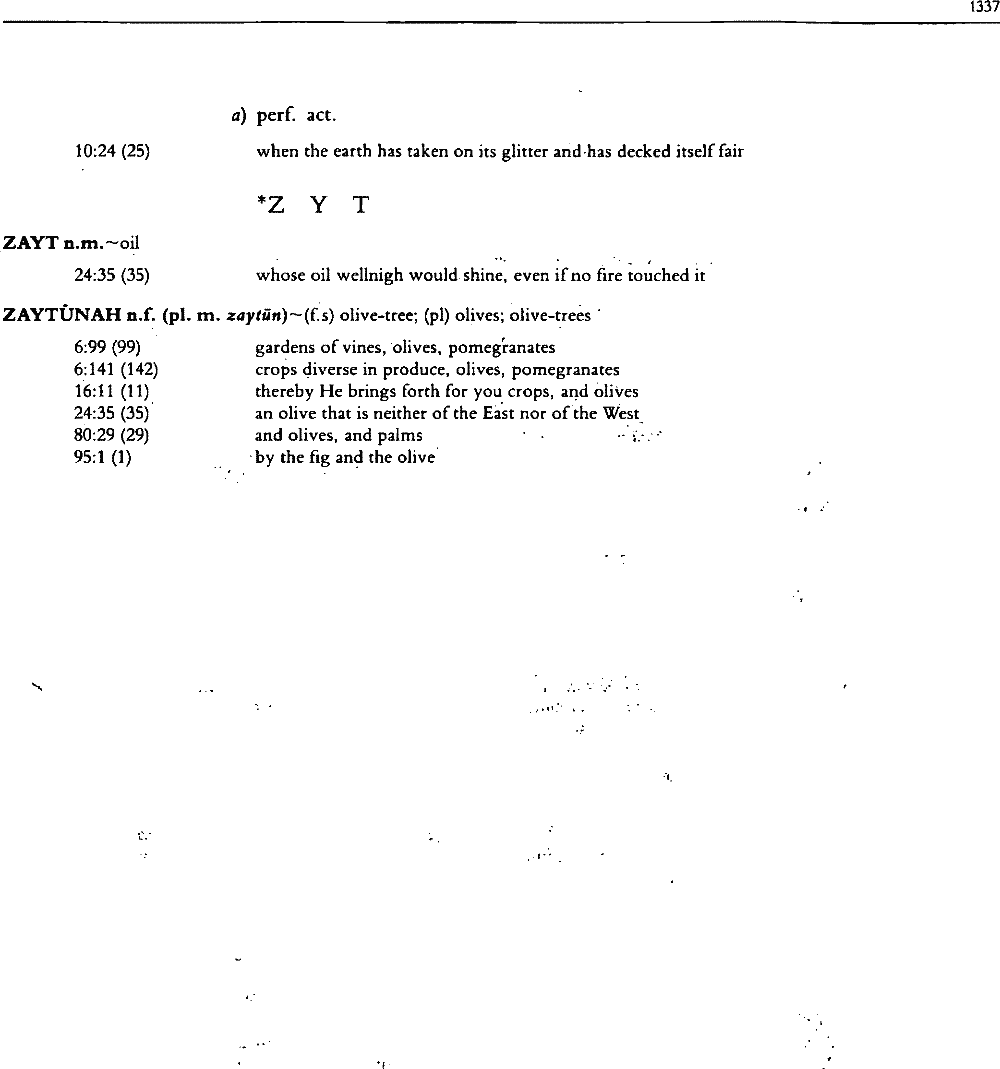 1337
a) perf. act.
10:24 (25) when the earth has taken on its glitter and has decked itself fair
*Z Y T
ZAYT n.m.~oil
24:35 (35) whose oil wellnigh would shine, even if no fire touched it
ZAYTŪNAH n.f. (pl. m. zaytūn)~(f.s) olive-tree; (pl) olives; olive-trees
6:99 (99) gardens of vines, olives, pomegranates
6:141 (142) crops diverse in produce, olives, pomegranates
16:11 (11) thereby He brings forth for you crops, and olives
24:35 (35) an olive that is neither of the East nor of the West
80:29 (29) and olives, and palms
95:1 (1) by the fig and the olive